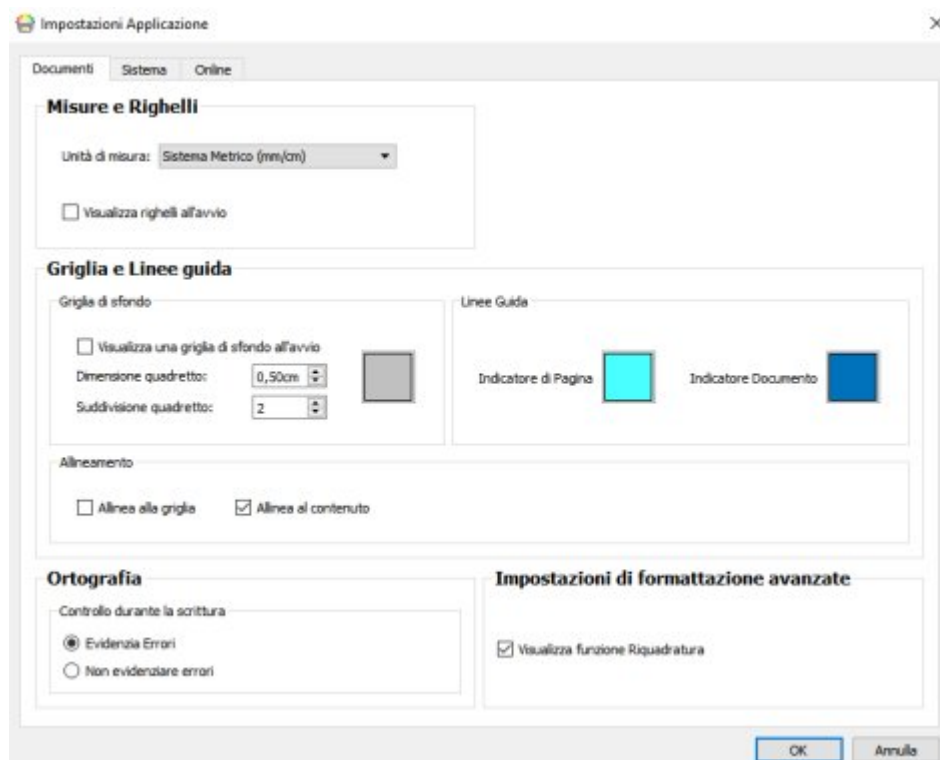 Impostazioni Applicazione
Documenti Sistema Online
Misure e Righelli
Unità di misura: Sistema Metrico (mm/cm)
Visualizza righelli all'avvio
Griglia e Linee guida
Griglia di sfondo
Visualizza una griglia di sfondo all'avvio
Dimensione quadretto: 0,50cm
Suddivisione quadretto: 2
Linee Guida
Indicatore di Pagina
Indicatore Documento
Allineamento
Allinea alla griglia
Allinea al contenuto
Ortografia
Controllo durante la scrittura
Evidenzia Errori
Non evidenziare errori
Impostazioni di formattazione avanzate
Visualizza funzione Riquadratura
OK Annulla